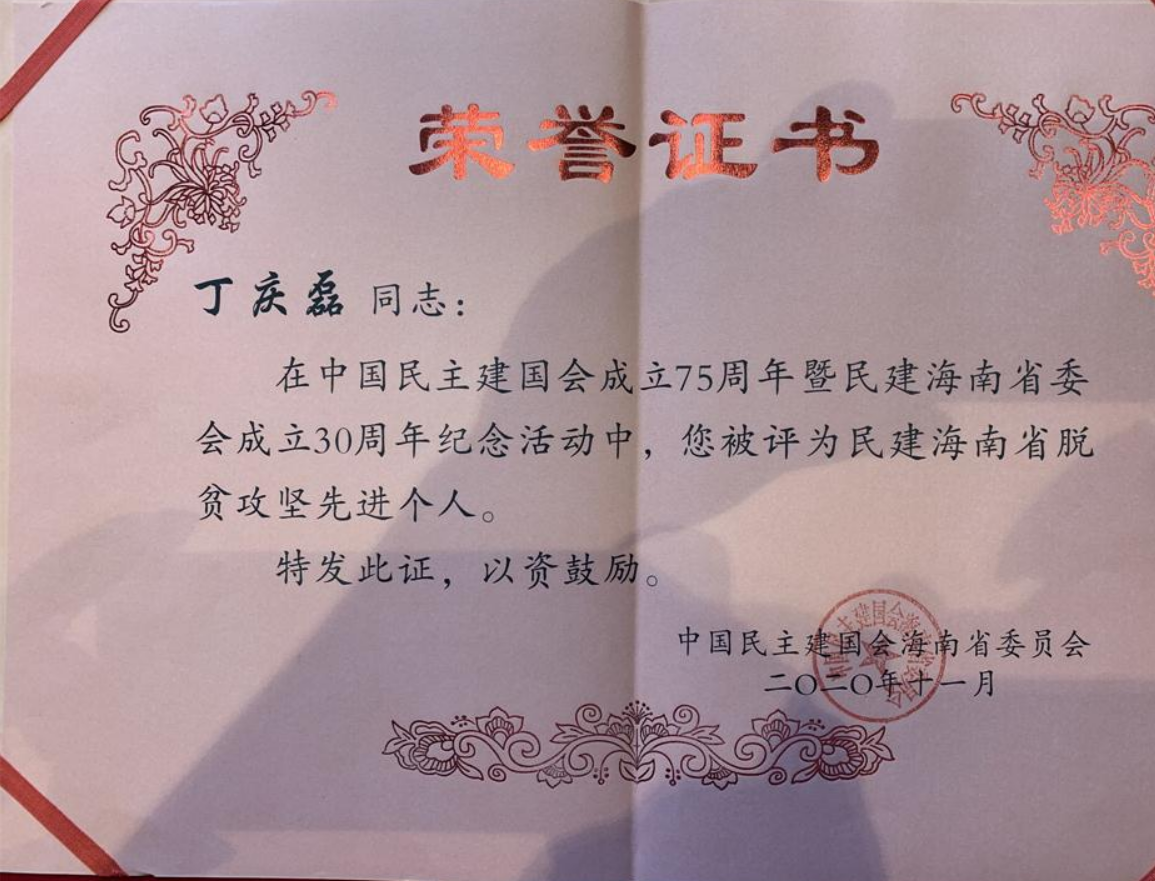 荣誉证书
丁庆磊 同志：
在中国民主建国会成立75周年暨民建海南省委
会成立30周年纪念活动中，您被评为民建海南省脱
贫攻坚先进个人。
特发此证，以资鼓励。
中国民主建国会海南省委员会
二〇二〇年十一月